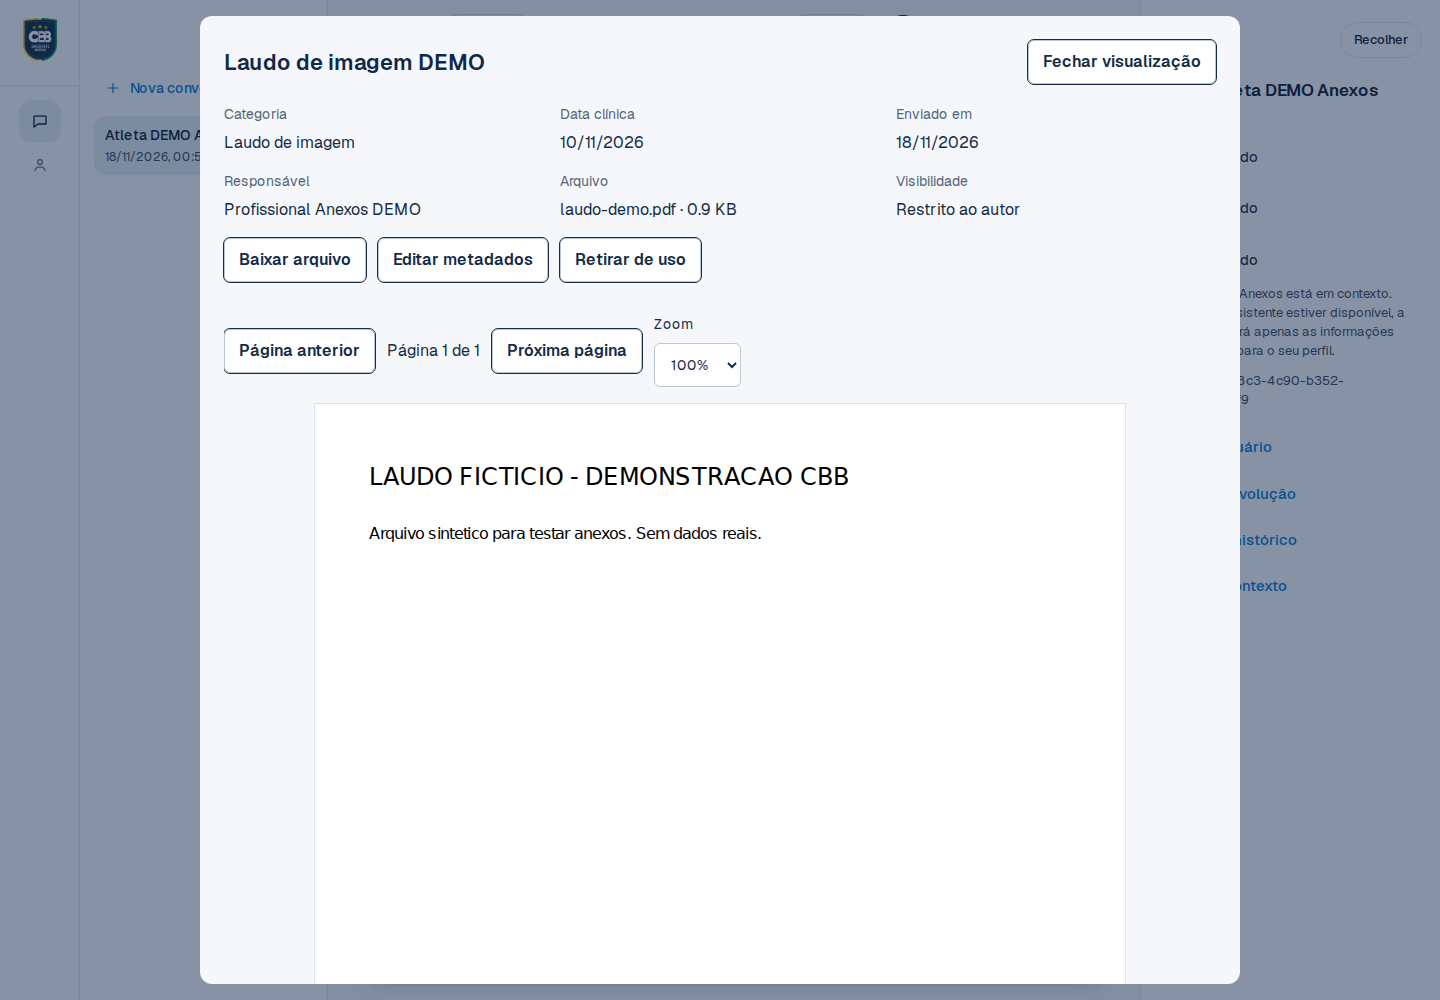 CBB
Nova conv
Atleta DEMO A
18/11/2026, 00:5
Laudo de imagem DEMO
Fechar visualização
Categoria
Laudo de imagem
Data clínica
10/11/2026
Enviado em
18/11/2026
Responsável
Profissional Anexos DEMO
Arquivo
laudo-demo.pdf · 0.9 KB
Visibilidade
Restrito ao autor
Baixar arquivo
Editar metadados
Retirar de uso
Página anterior
Página 1 de 1
Próxima página
Zoom
100%
LAUDO FICTICIO - DEMONSTRACAO CBB
Arquivo sintetico para testar anexos. Sem dados reais.
Recolher
eta DEMO Anexos
do
do
do
Anexos está em contexto.
sistente estiver disponível, a
rá apenas as informações
para o seu perfil.
3c3-4c90-b352-
f9
uário
volução
histórico
ontexto